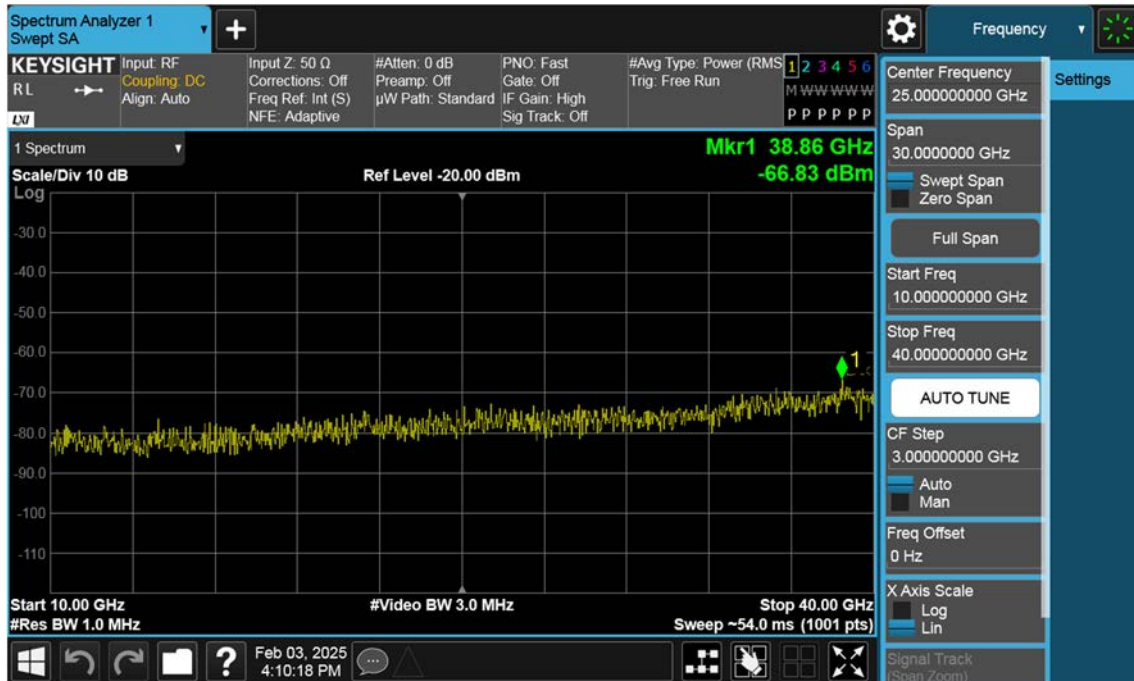 Spectrum Analyzer 1
Swept SA
Frequency
KEYSIGHT
RL
LXI
Input: RF
Coupling: DC
Align: Auto
Input Z: 50 Ω
Corrections: Off
Freq Ref: Int (S)
NFE: Adaptive
#Atten: 0 dB
Preamp: Off
µW Path: Standard
PNO: Fast
Gate: Off
IF Gain: High
Sig Track: Off
#Avg Type: Power (RMS
Trig: Free Run
1 2 3 4 5 6
M W W W W W
P P P P P P
1 Spectrum
Scale/Div 10 dB
Ref Level -20.00 dBm
Mkr1 38.86 GHz
-66.83 dBm
Log
-30.0
-40.0
-50.0
-60.0
-70.0
-80.0
-90.0
-100
-110
1
Start 10.00 GHz
#Video BW 3.0 MHz
Stop 40.00 GHz
#Res BW 1.0 MHz
Sweep ~54.0 ms (1001 pts)
Feb 03, 2025
4:10:18 PM
Center Frequency
25.000000000 GHz
Span
30.0000000 GHz
Swept Span
Zero Span
Full Span
Start Freq
10.000000000 GHz
Stop Freq
40.000000000 GHz
AUTO TUNE
CF Step
3.000000000 GHz
Auto
Man
Freq Offset
0 Hz
X Axis Scale
Log
Lin
Signal Track
(Span Zoom)
Settings